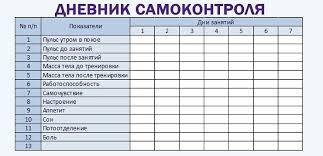 ДНЕВНИК САМОКОНТРОЛЯ
№ п/п Показатели Дни занятий
1 2 3 4 5 6 7
1 Пульс утром в покое
2 Пульс до занятий
3 Пульс после занятий
4 Масса тела до тренировки
5 Масса тела после тренировки
6 Работоспособность
7 Самочувствие
8 Настроение
9 Аппетит
10 Сон
11 Потоотделение
12 Боль
13